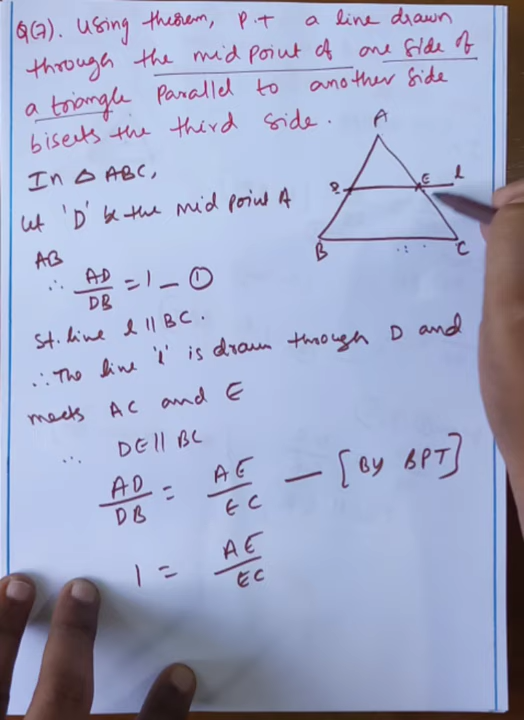 Q(7). Using theorem, P.T a line drawn
through the mid point of one side of
a triangle parallel to another side
bisects the third side.
In Δ ABC,
let 'D' be the mid point A
AB
∴ AD/DB = 1 — ①
St. line l || BC.
∴ The line 'l' is drawn through D and
meets AC and E
∴ DE || BC
AD/DB = AE/EC — [By BPT]
1 = AE/EC
A
D E l
B C